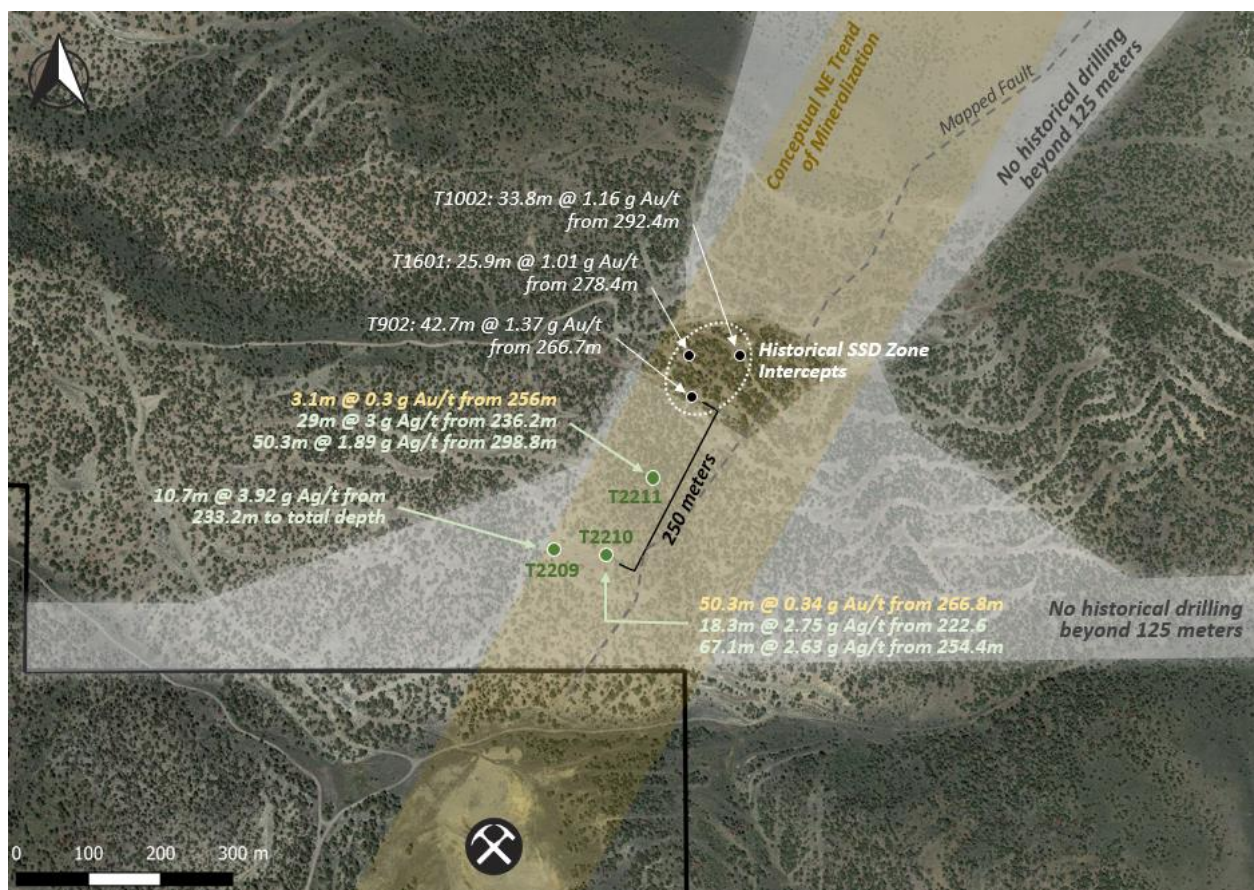 Conceptual NE Trend
of Mineralization
Mapped Fault
No historical drilling
beyond 125 meters
T1002: 33.8m @ 1.16 g Au/t
from 292.4m
T1601: 25.9m @ 1.01 g Au/t
from 278.4m
T902: 42.7m @ 1.37 g Au/t
from 266.7m
Historical SSD Zone
Intercepts
3.1m @ 0.3 g Au/t from 256m
29m @ 3 g Ag/t from 236.2m
50.3m @ 1.89 g Ag/t from 298.8m
T2211
250 meters
10.7m @ 3.92 g Ag/t from
233.2m to total depth
T2210
T2209
50.3m @ 0.34 g Au/t from 266.8m
18.3m @ 2.75 g Ag/t from 222.6
67.1m @ 2.63 g Ag/t from 254.4m
No historical drilling
beyond 125 meters
0 100 200 300 m